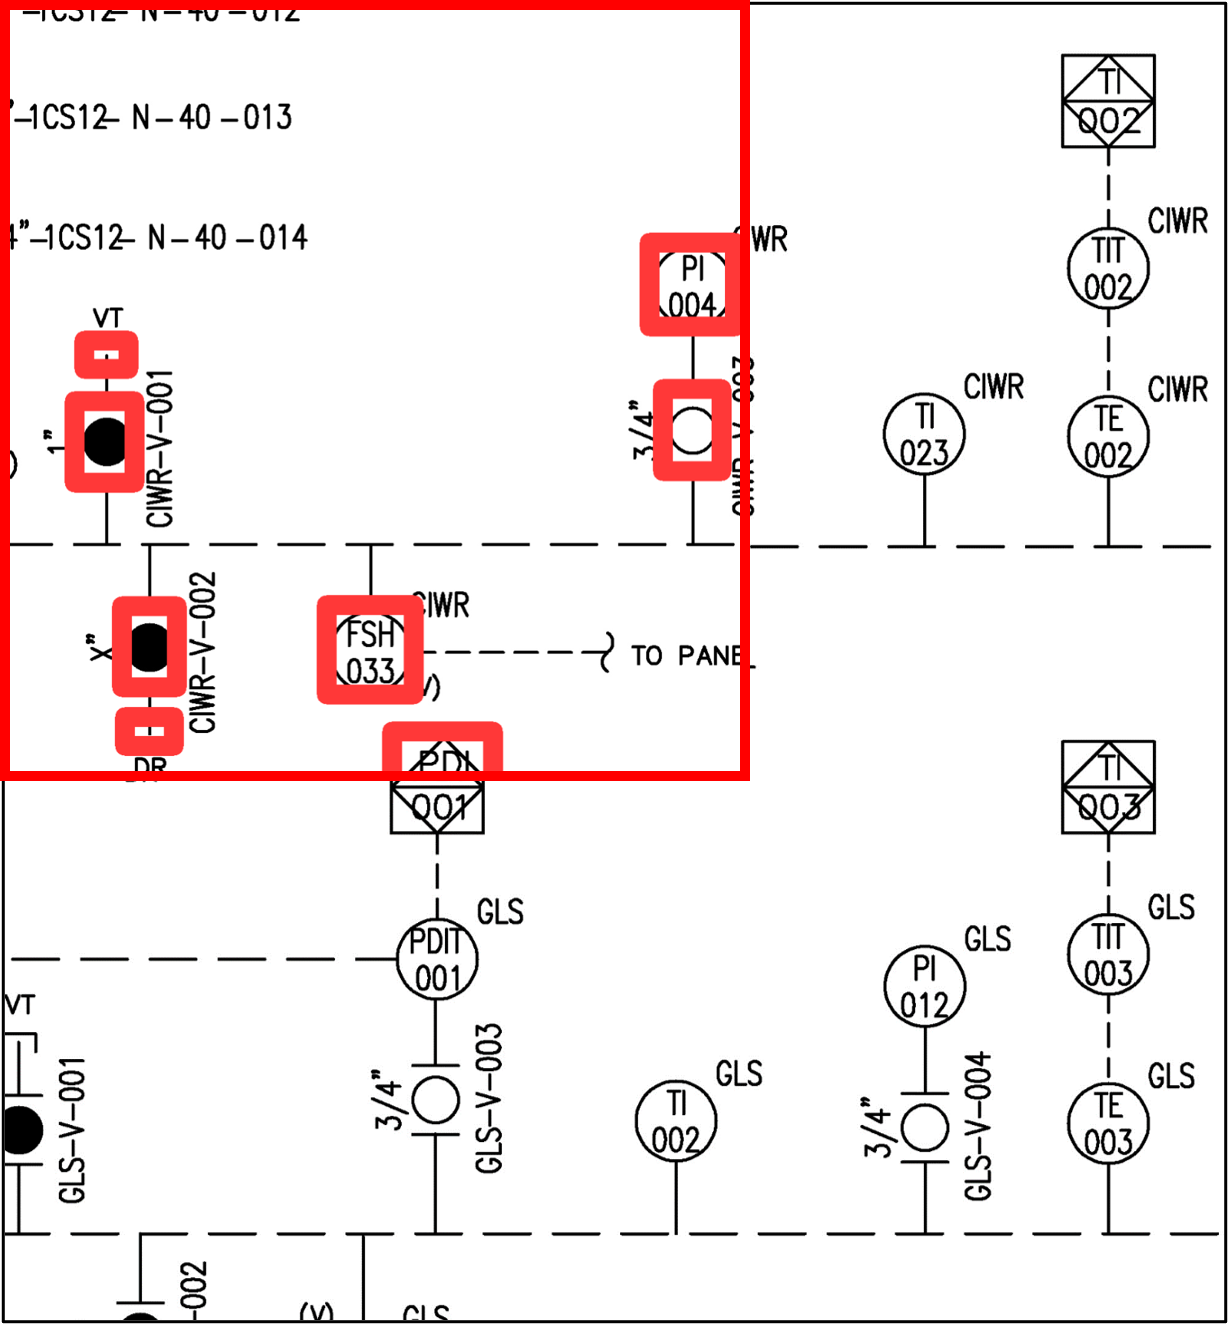 -1CS12- N-40-012
"-1CS12- N-40-013
4"-1CS12- N-40-014
TI
002
CIWR
TIT
002
CIWR
PI
004
VT
1"
CIWR-V-001
3/4"
CIWR-V-003
CIWR
TI
023
CIWR
TE
002
X"
CIWR-V-002
CIWR
FSH
033
(V)
TO PANEL
DR
PDI
001
TI
003
GLS
PDIT
001
GLS
PI
012
GLS
TIT
003
VT
GLS-V-001
3/4"
GLS-V-003
GLS
TI
002
3/4"
GLS-V-004
GLS
TE
003
-002
(V)
GLS